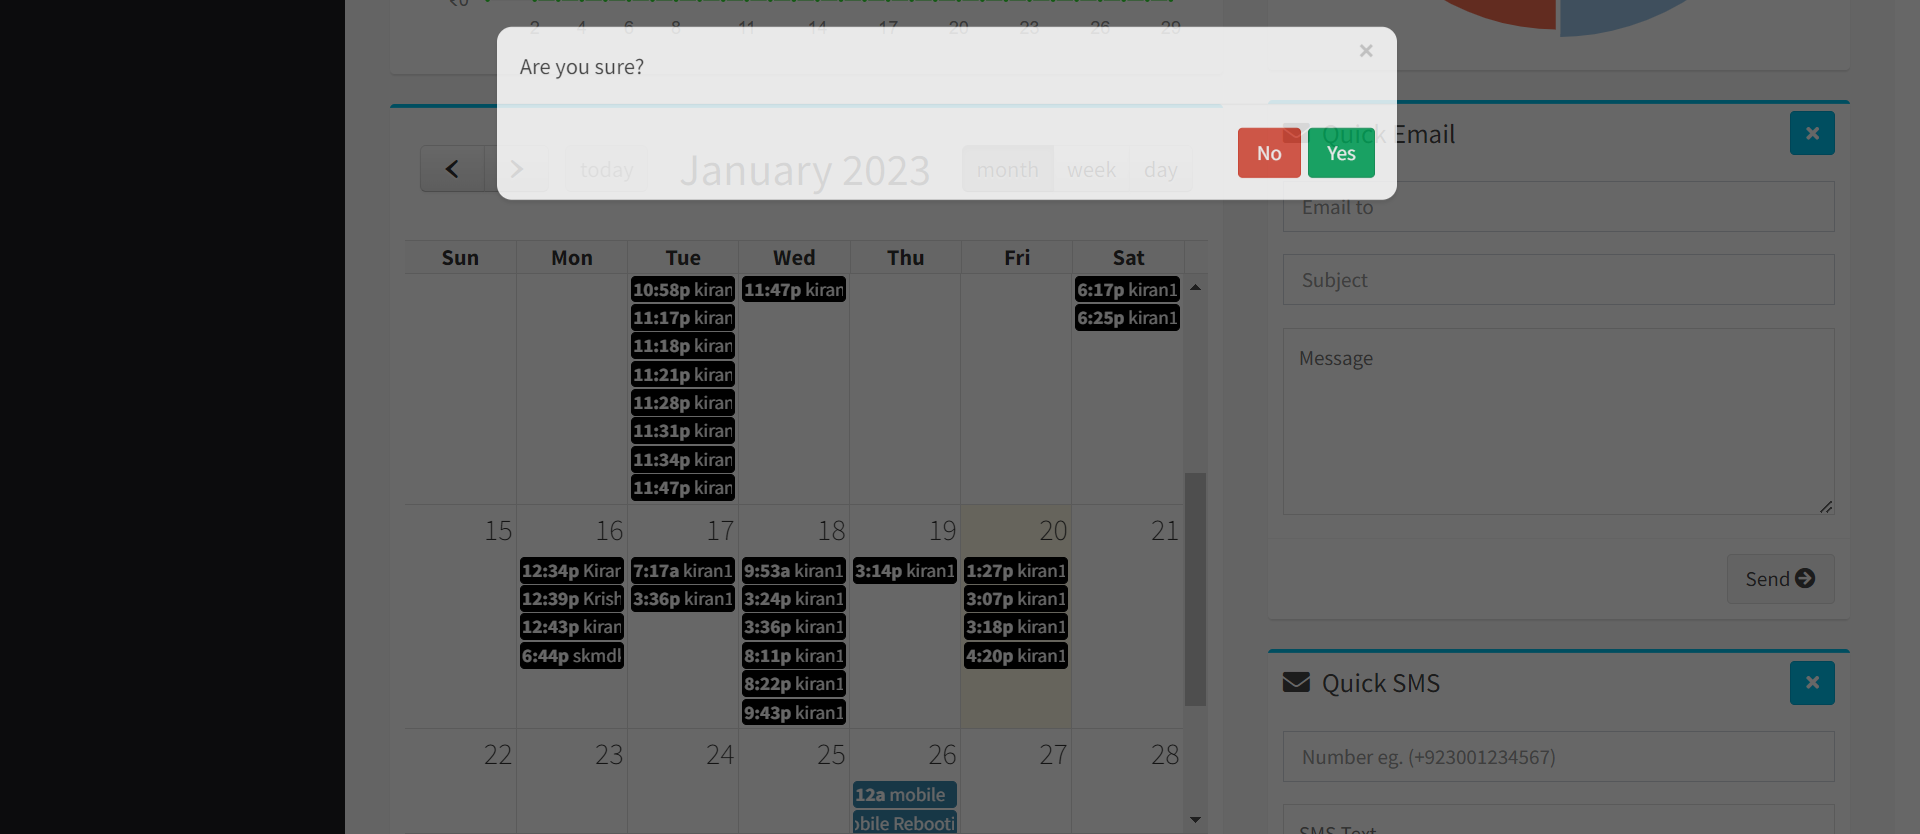 2 4 6 8 11 14 17 20 23 26 29
Are you sure?
×
No Yes
today January 2023 month week day
Sun Mon Tue Wed Thu Fri Sat
10:58p kiran
11:17p kiran
11:18p kiran
11:21p kiran
11:28p kiran
11:31p kiran
11:34p kiran
11:47p kiran
11:47p kiran
6:17p kiran1
6:25p kiran1
15 16 17 18 19 20 21
12:34p Kiran
12:39p Krish
12:43p kiran
6:44p skmd
7:17a kiran1
3:36p kiran1
9:53a kiran1
3:24p kiran1
3:36p kiran1
8:11p kiran1
8:22p kiran1
9:43p kiran1
3:14p kiran1
1:27p kiran1
3:07p kiran1
3:18p kiran1
4:20p kiran1
22 23 24 25 26 27 28
12a mobile
obile Rebooti
Quick Email
Email to
Subject
Message
Send
Quick SMS
Number eg. (+923001234567)
SMS Text